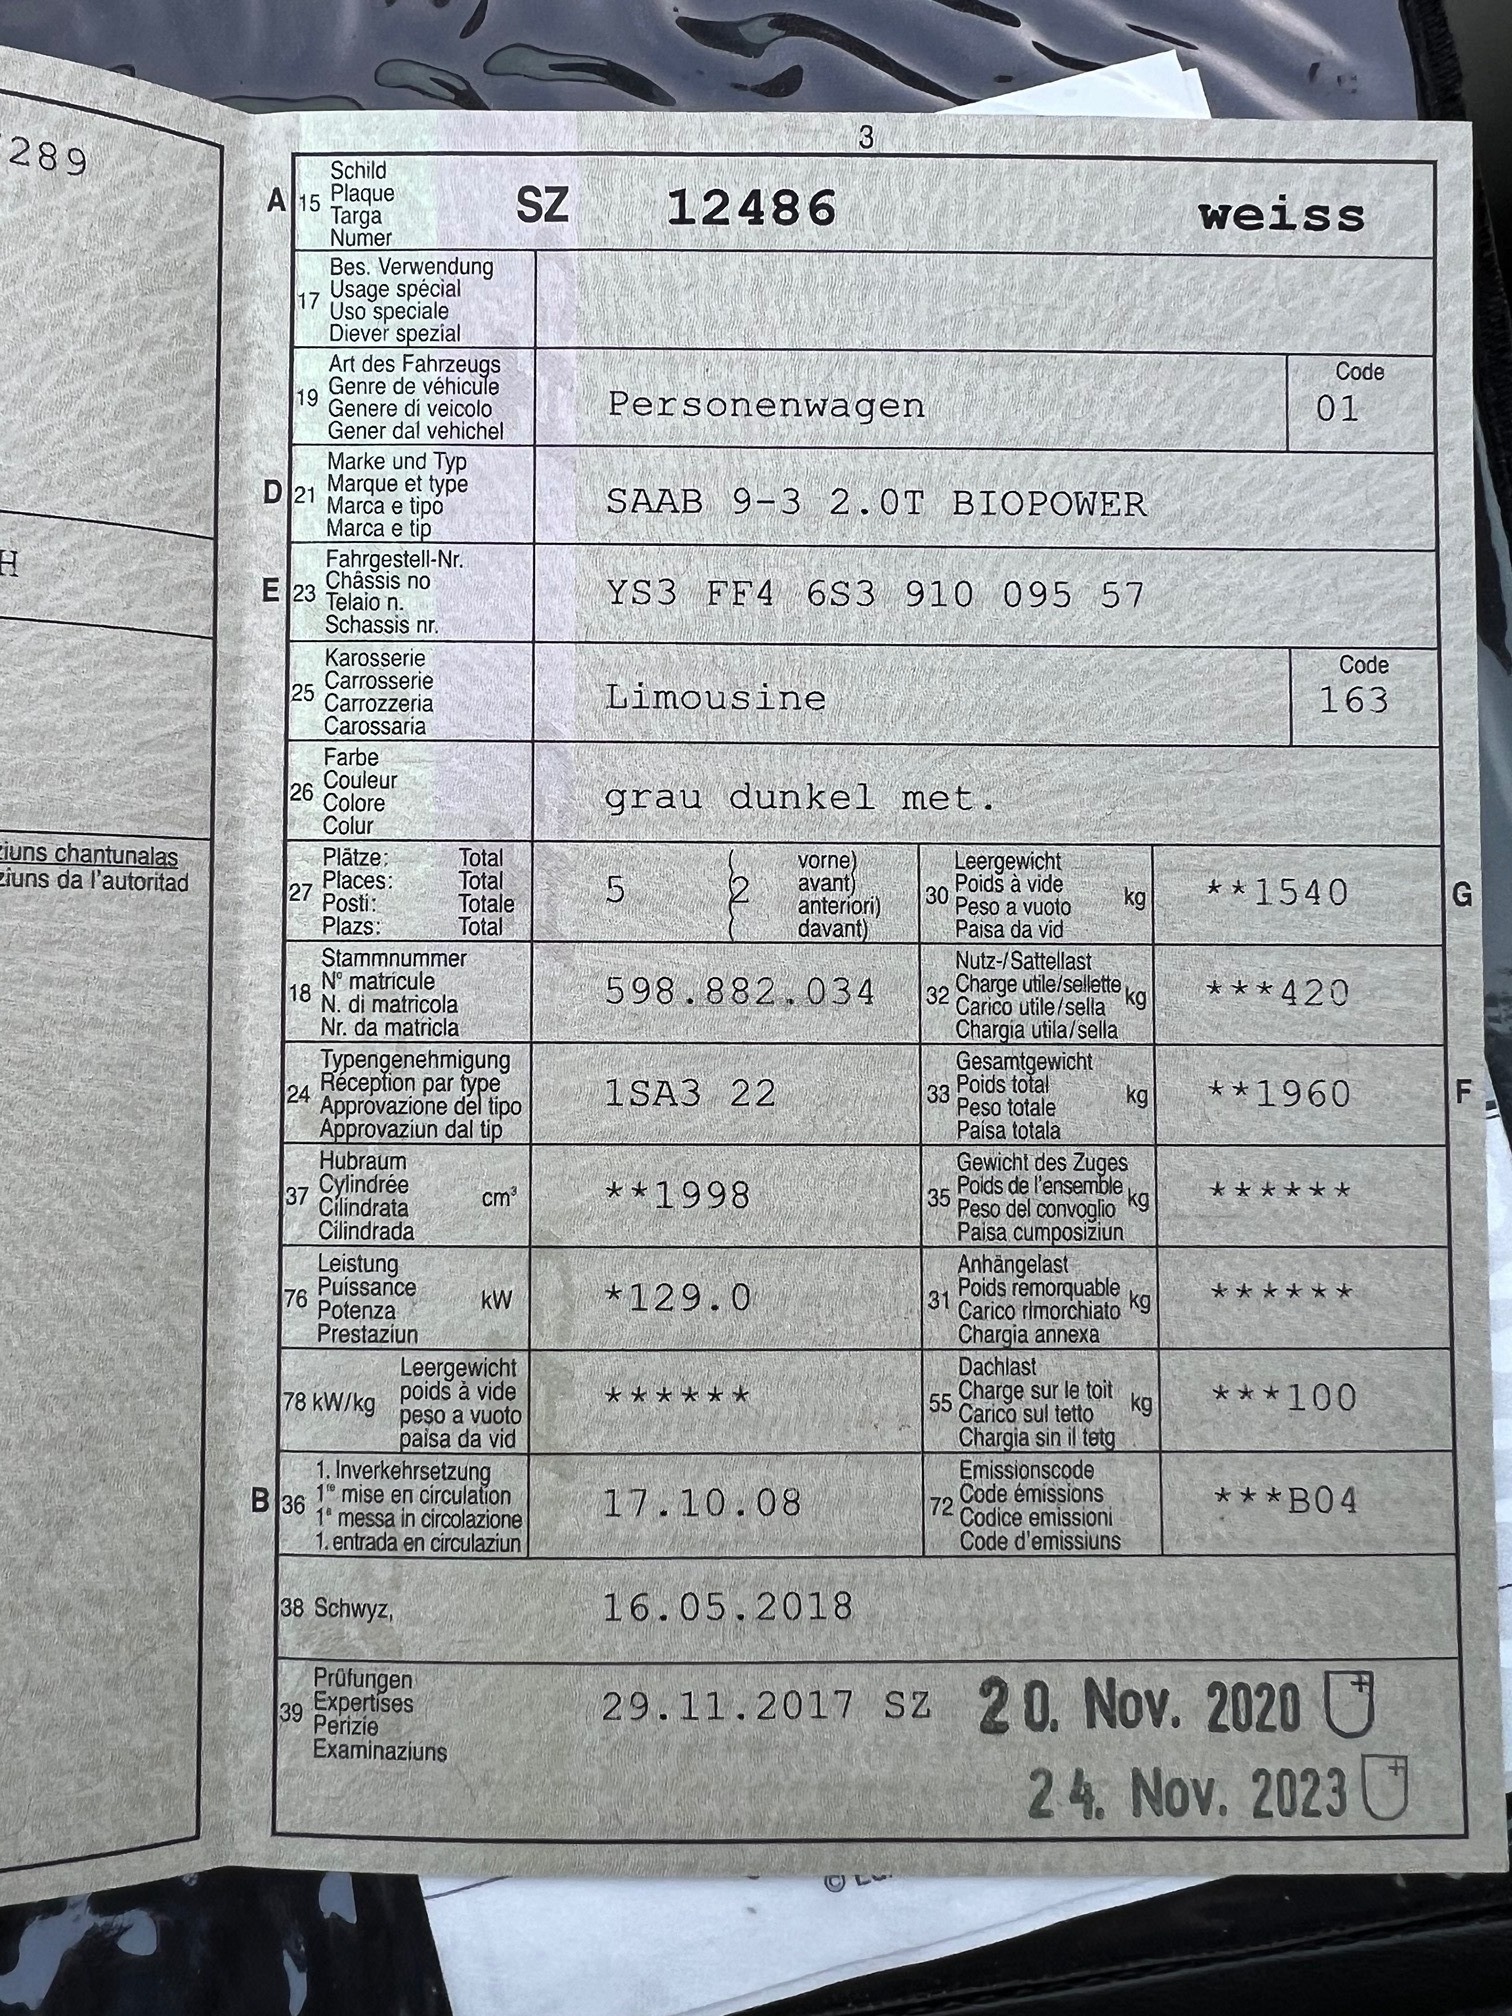 289
H
ziuns chantunalas
ziuns da l'autoritad
3
A 15 Schild
Plaque
Targa
Numer
SZ 12486 weiss
17 Bes. Verwendung
Usage spécial
Uso speciale
Diever spezial
19 Art des Fahrzeugs
Genre de véhicule
Genere di veicolo
Gener dal vehichel
Personenwagen
Code
01
D 21 Marke und Typ
Marque et type
Marca e tipo
Marca e tip
SAAB 9-3 2.0T BIOPOWER
E 23 Fahrgestell-Nr.
Châssis no
Telaio n.
Schassis nr.
YS3 FF4 6S3 910 095 57
25 Karosserie
Carrosserie
Carrozzeria
Carossaria
Limousine
Code
163
26 Farbe
Couleur
Colore
Colur
grau dunkel met.
27 Plätze: Total
Places: Total
Posti: Totale
Plazs: Total
5 ( 2 vorne)
( avant)
( anteriori)
( davant)
30 Leergewicht
Poids à vide
Peso a vuoto
Paisa da vid
kg
**1540
G
18 Stammnummer
N° matricule
N. di matricola
Nr. da matricla
598.882.034
32 Nutz-/Sattellast
Charge utile/sellette
Carico utile/sella
Chargia utila/sella
kg
***420
24 Typengenehmigung
Réception par type
Approvazione del tipo
Approvaziun dal tip
1SA3 22
33 Gesamtgewicht
Poids total
Peso totale
Paisa totala
kg
**1960
F
37 Hubraum
Cylindrée
Cilindrata
Cilindrada
cm³
**1998
35 Gewicht des Zuges
Poids de l'ensemble
Peso del convoglio
Paisa cumposiziun
kg
******
76 Leistung
Puissance
Potenza
Prestaziun
kW
*129.0
31 Anhängelast
Poids remorquable
Carico rimorchiato
Chargia annexa
kg
******
78 kW/kg Leergewicht
poids à vide
peso a vuoto
paisa da vid
******
55 Dachlast
Charge sur le toit
Carico sul tetto
Chargia sin il tetg
kg
***100
B 36 1. Inverkehrsetzung
1re mise en circulation
1a messa in circolazione
1. entrada en circulaziun
17.10.08
72 Emissionscode
Code émissions
Codice emissioni
Code d'emissiuns
***B04
38 Schwyz, 16.05.2018
39 Prüfungen
Expertises
Perizie
Examinaziuns
29.11.2017 SZ 20. Nov. 2020
24. Nov. 2023